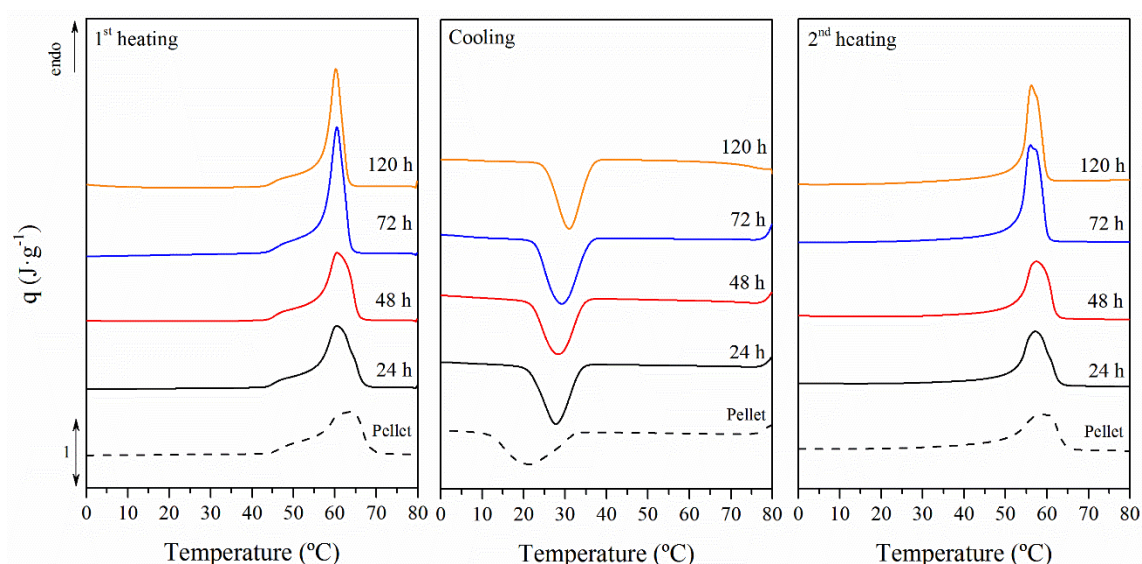 endo
q (J·g⁻¹)
1
1ˢᵗ heating
120 h
72 h
48 h
24 h
Pellet
0 10 20 30 40 50 60 70 80
Temperature (ºC)
Cooling
120 h
72 h
48 h
24 h
Pellet
0 10 20 30 40 50 60 70 80
Temperature (ºC)
2ⁿᵈ heating
120 h
72 h
48 h
24 h
Pellet
0 10 20 30 40 50 60 70 80
Temperature (ºC)